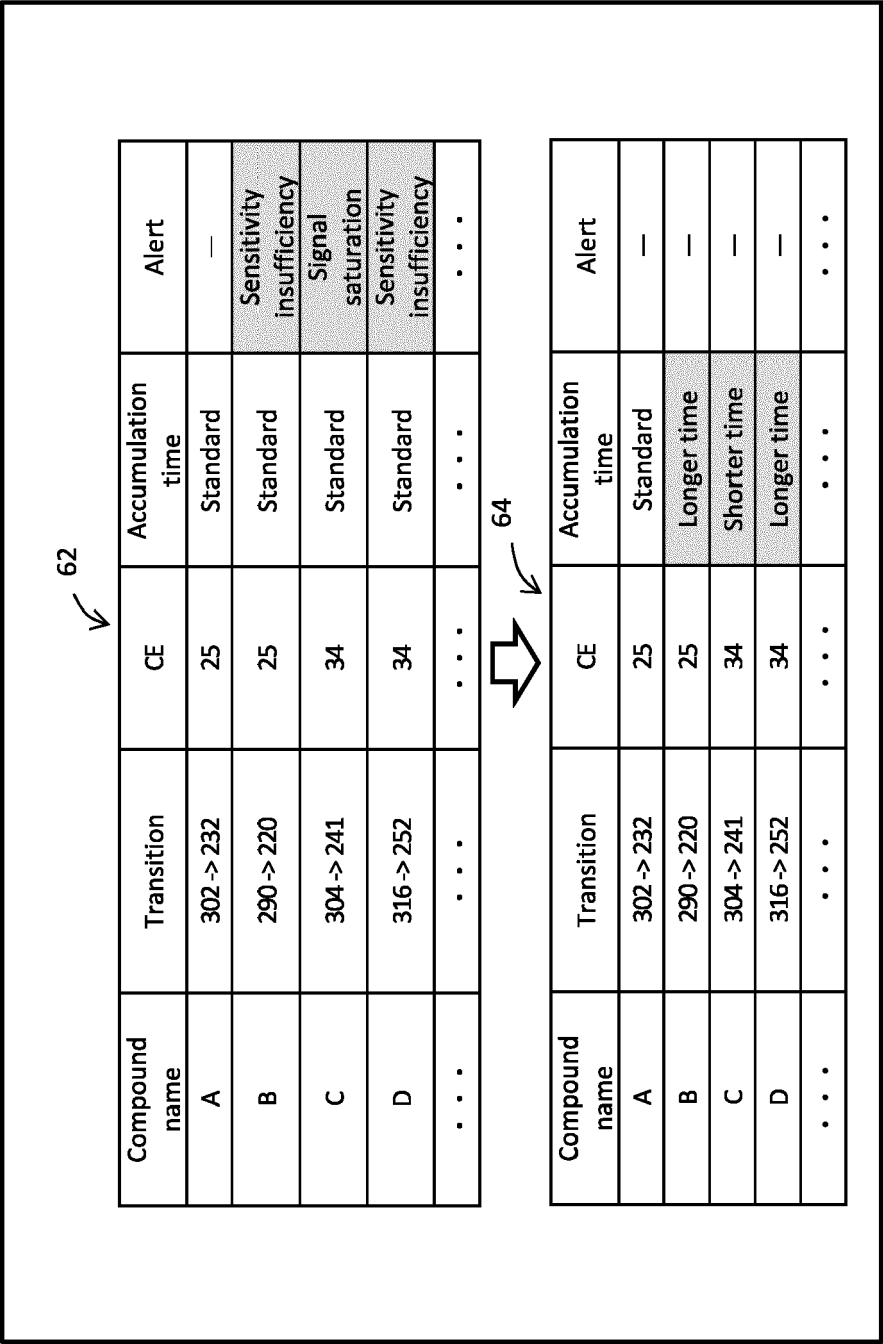 62
Compound name Transition CE Accumulation time Alert
A 302 -> 232 25 Standard —
B 290 -> 220 25 Standard Sensitivity insufficiency
C 304 -> 241 34 Standard Signal saturation
D 316 -> 252 34 Standard Sensitivity insufficiency
... ... ... ... ...
64
Compound name Transition CE Accumulation time Alert
A 302 -> 232 25 Standard —
B 290 -> 220 25 Longer time —
C 304 -> 241 34 Shorter time —
D 316 -> 252 34 Longer time —
... ... ... ... ...